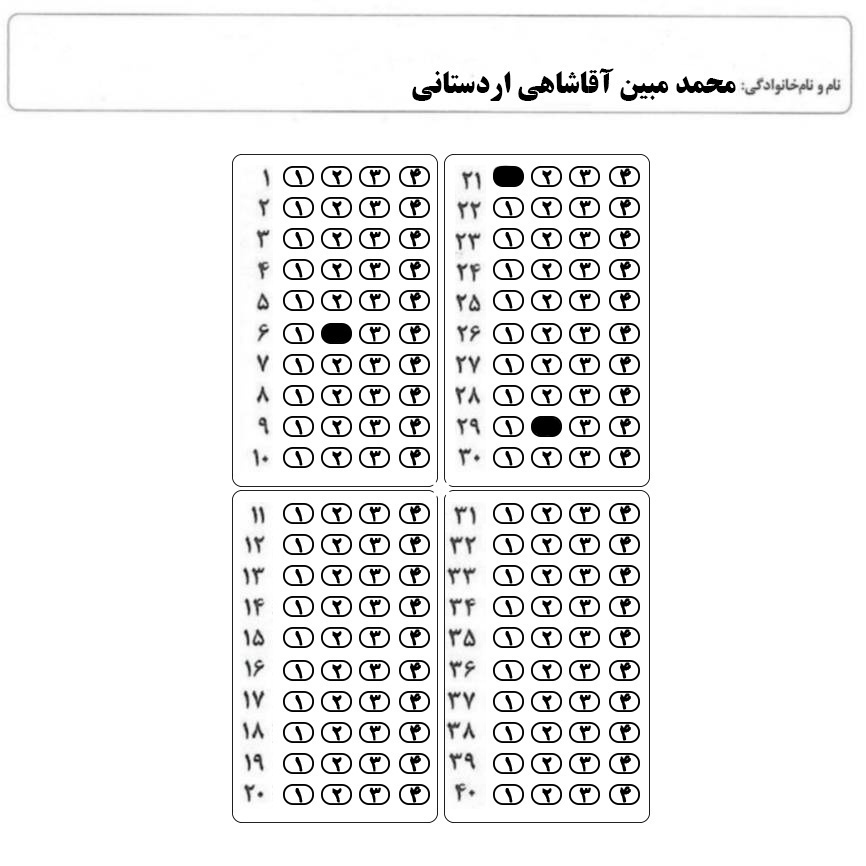 نام و نام‌خانوادگی: محمد مبین آقاشاهی اردستانی
۱ ۱ ۲ ۳ ۴
۲ ۱ ۲ ۳ ۴
۳ ۱ ۲ ۳ ۴
۴ ۱ ۲ ۳ ۴
۵ ۱ ۲ ۳ ۴
۶ ۱ ۳ ۴
۷ ۱ ۲ ۳ ۴
۸ ۱ ۲ ۳ ۴
۹ ۱ ۲ ۳ ۴
۱۰ ۱ ۲ ۳ ۴
۲۱ ۲ ۳ ۴
۲۲ ۱ ۲ ۳ ۴
۲۳ ۱ ۲ ۳ ۴
۲۴ ۱ ۲ ۳ ۴
۲۵ ۱ ۲ ۳ ۴
۲۶ ۱ ۲ ۳ ۴
۲۷ ۱ ۲ ۳ ۴
۲۸ ۱ ۲ ۳ ۴
۲۹ ۱ ۳ ۴
۳۰ ۱ ۲ ۳ ۴
۱۱ ۱ ۲ ۳ ۴
۱۲ ۱ ۲ ۳ ۴
۱۳ ۱ ۲ ۳ ۴
۱۴ ۱ ۲ ۳ ۴
۱۵ ۱ ۲ ۳ ۴
۱۶ ۱ ۲ ۳ ۴
۱۷ ۱ ۲ ۳ ۴
۱۸ ۱ ۲ ۳ ۴
۱۹ ۱ ۲ ۳ ۴
۲۰ ۱ ۲ ۳ ۴
۳۱ ۱ ۲ ۳ ۴
۳۲ ۱ ۲ ۳ ۴
۳۳ ۱ ۲ ۳ ۴
۳۴ ۱ ۲ ۳ ۴
۳۵ ۱ ۲ ۳ ۴
۳۶ ۱ ۲ ۳ ۴
۳۷ ۱ ۲ ۳ ۴
۳۸ ۱ ۲ ۳ ۴
۳۹ ۱ ۲ ۳ ۴
۴۰ ۱ ۲ ۳ ۴